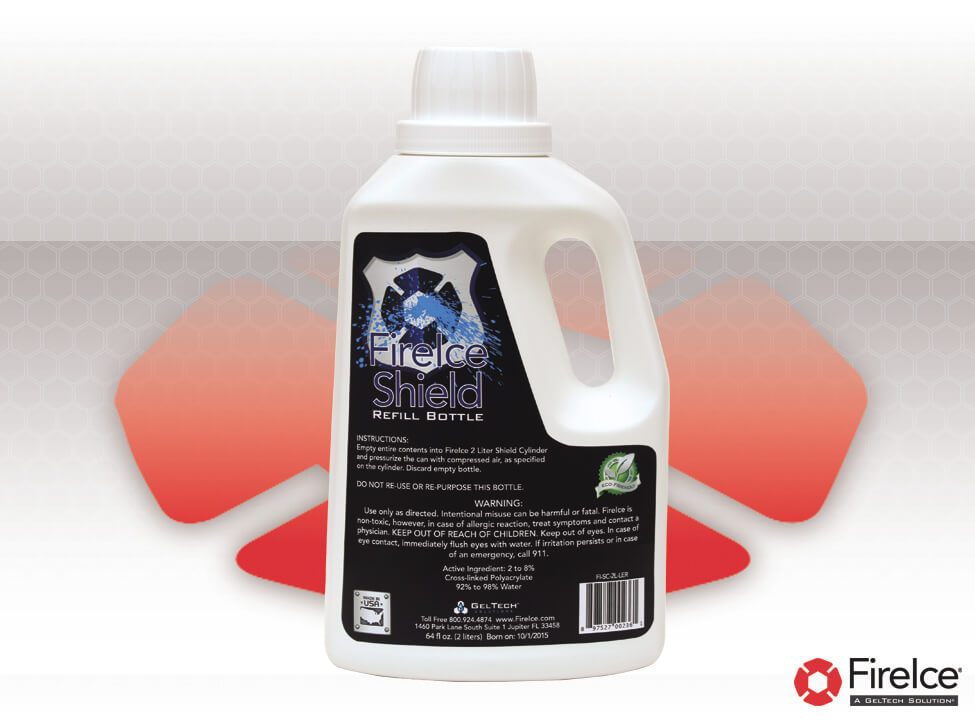 FireIce
Shield
REFILL BOTTLE
INSTRUCTIONS:
Empty entire contents into FireIce 2 Liter Shield Cylinder
and pressurize the can with compressed air, as specified
on the cylinder. Discard empty bottle.
DO NOT RE-USE OR RE-PURPOSE THIS BOTTLE.
ECO FRIENDLY
WARNING:
Use only as directed. Intentional misuse can be harmful or fatal. FireIce is
non-toxic, however, in case of allergic reaction, treat symptoms and contact a
physician. KEEP OUT OF REACH OF CHILDREN. Keep out of eyes. In case of
eye contact, immediately flush eyes with water. If irritation persists or in case
of an emergency, call 911.
Active Ingredient: 2 to 8%
Cross-linked Polyacrylate
92% to 98% Water
MADE IN
USA
GELTECH
SOLUTIONS
Toll Free 800.924.4874 www.FireIce.com
1460 Park Lane South Suite 1 Jupiter FL 33458
64 fl oz. (2 liters) Born on: 10/1/2015
FI-SC-2L-LER
8 97527 00236
FireIce®
A GELTECH SOLUTION®